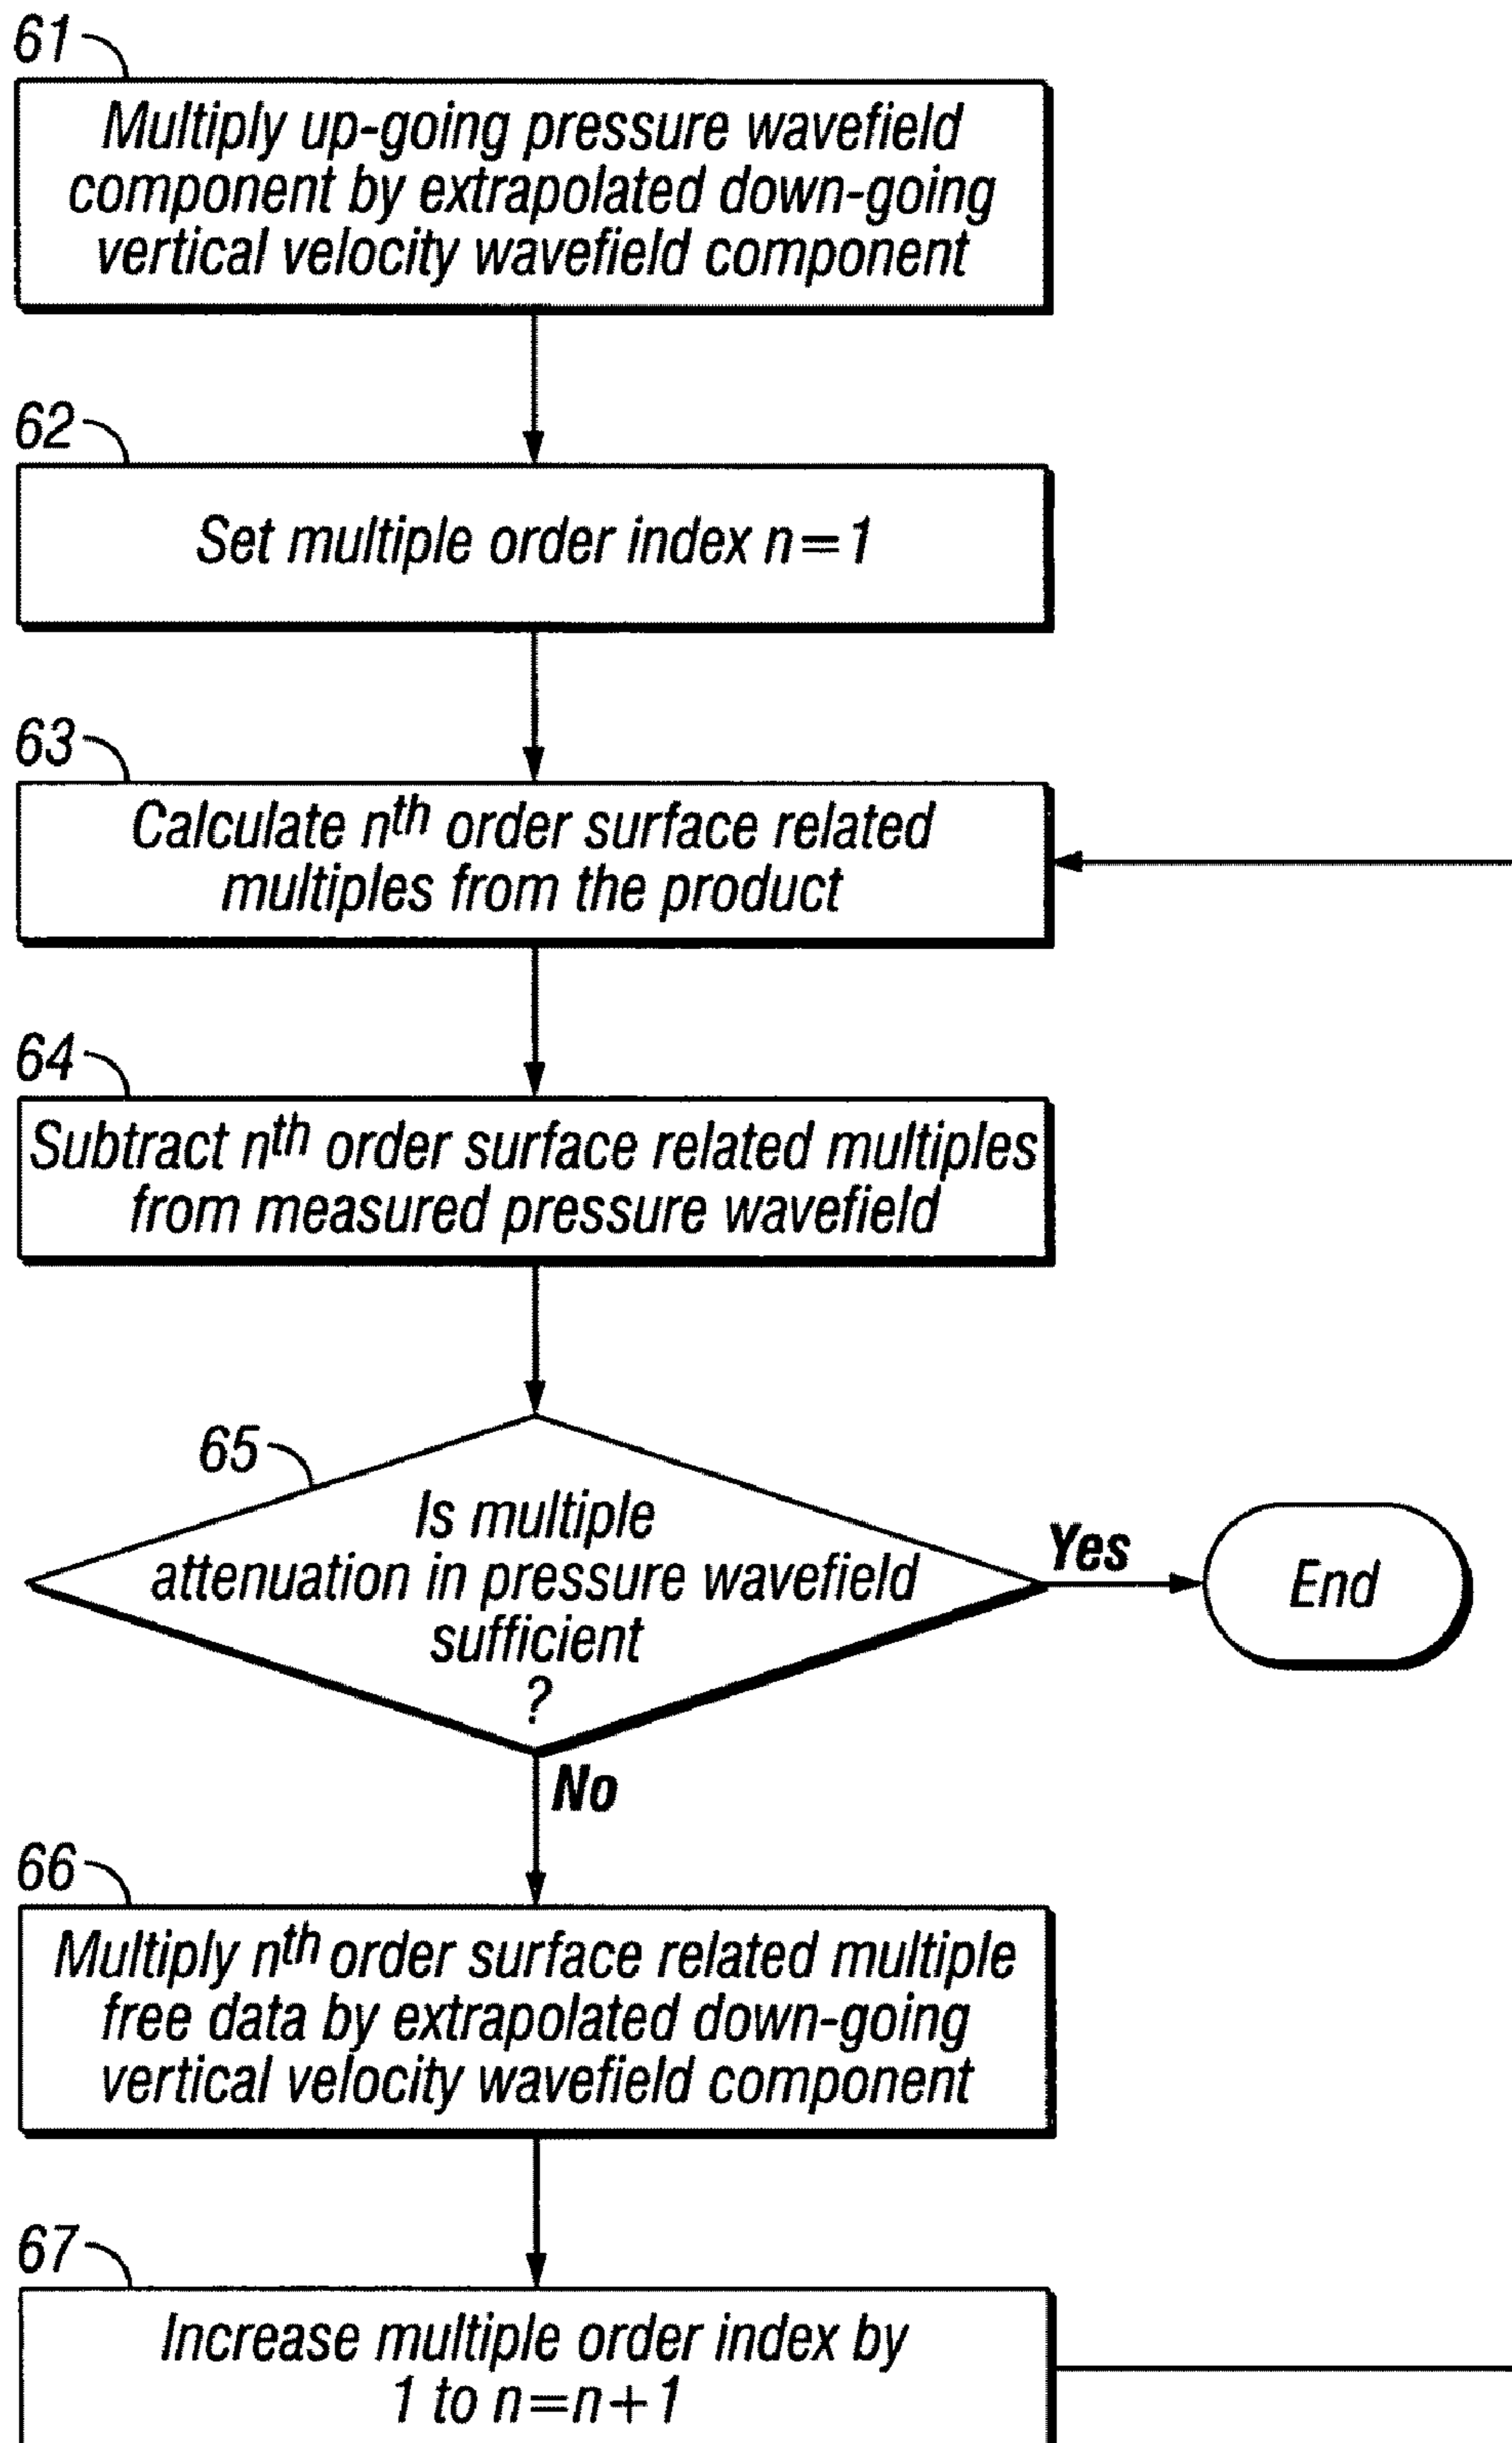 61
Multiply up-going pressure wavefield
component by extrapolated down-going
vertical velocity wavefield component
62
Set multiple order index n=1
63
Calculate nth order surface related
multiples from the product
64
Subtract nth order surface related multiples
from measured pressure wavefield
65
Is multiple
attenuation in pressure wavefield
sufficient
?
Yes
End
No
66
Multiply nth order surface related multiple
free data by extrapolated down-going
vertical velocity wavefield component
67
Increase multiple order index by
1 to n=n+1